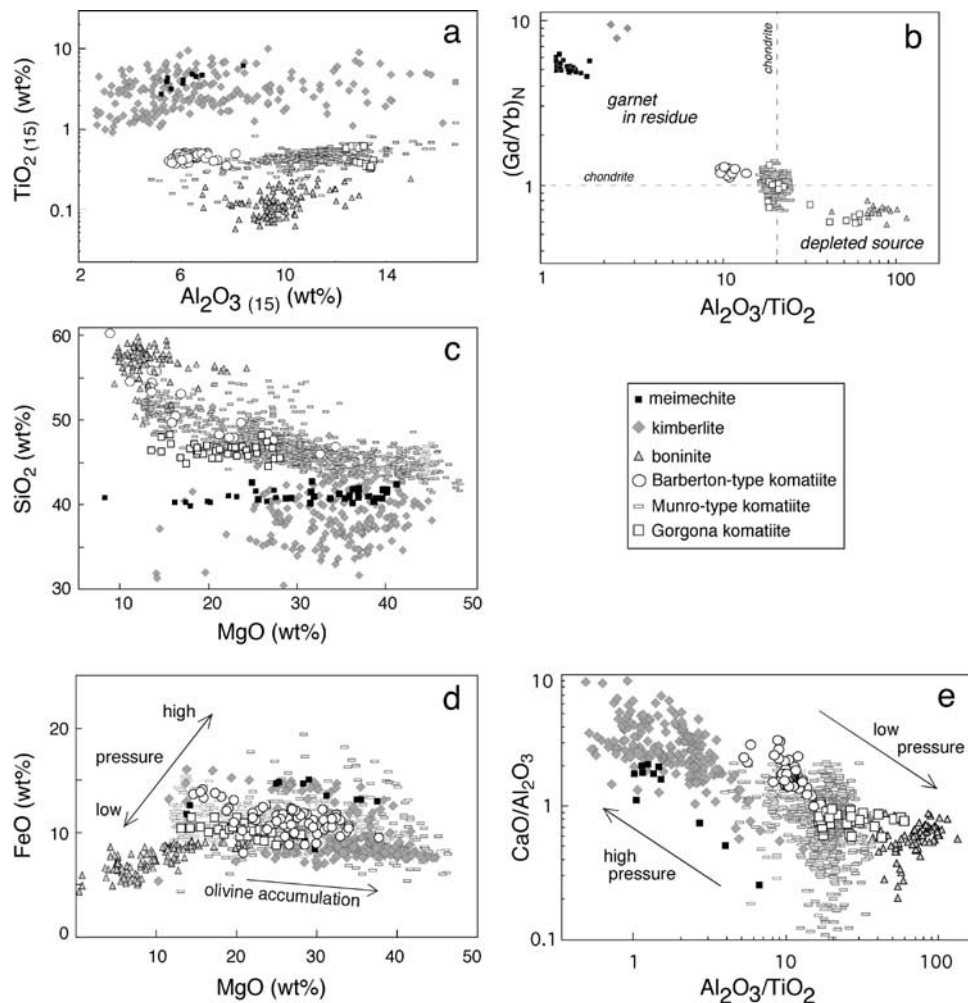 a
10
1
0.1
TiO2 (15) (wt%)
2
6
10
14
Al2O3 (15) (wt%)
b
10
1
(Gd/Yb)N
chondrite
garnet
in residue
chondrite
depleted source
1
10
100
Al2O3/TiO2
c
60
50
40
30
SiO2 (wt%)
10
20
30
40
50
MgO (wt%)
meimechite
kimberlite
boninite
Barberton-type komatiite
Munro-type komatiite
Gorgona komatiite
d
20
10
0
FeO (wt%)
high
pressure
low
olivine accumulation
0
10
20
30
40
50
MgO (wt%)
e
10
1
0.1
CaO/Al2O3
low
pressure
high
pressure
1
10
100
Al2O3/TiO2